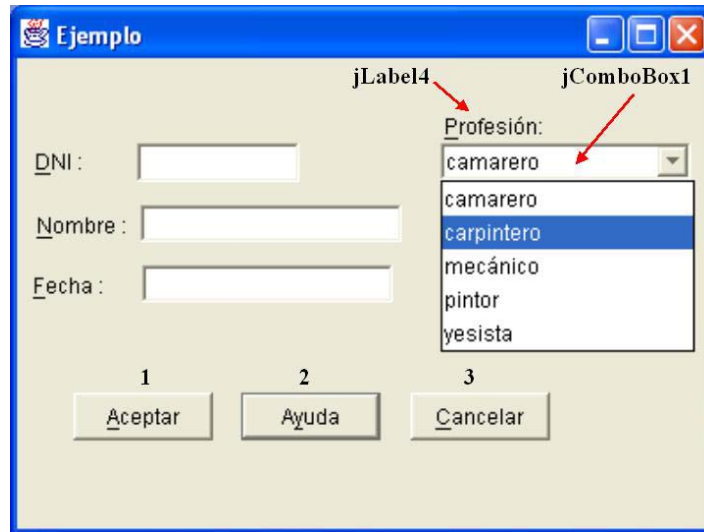 Ejemplo
jLabel4
jComboBox1
Profesión:
DNI :
camarero
camarero
Nombre :
carpintero
mecánico
Fecha :
pintor
yesista
1 2 3
Aceptar Ayuda Cancelar